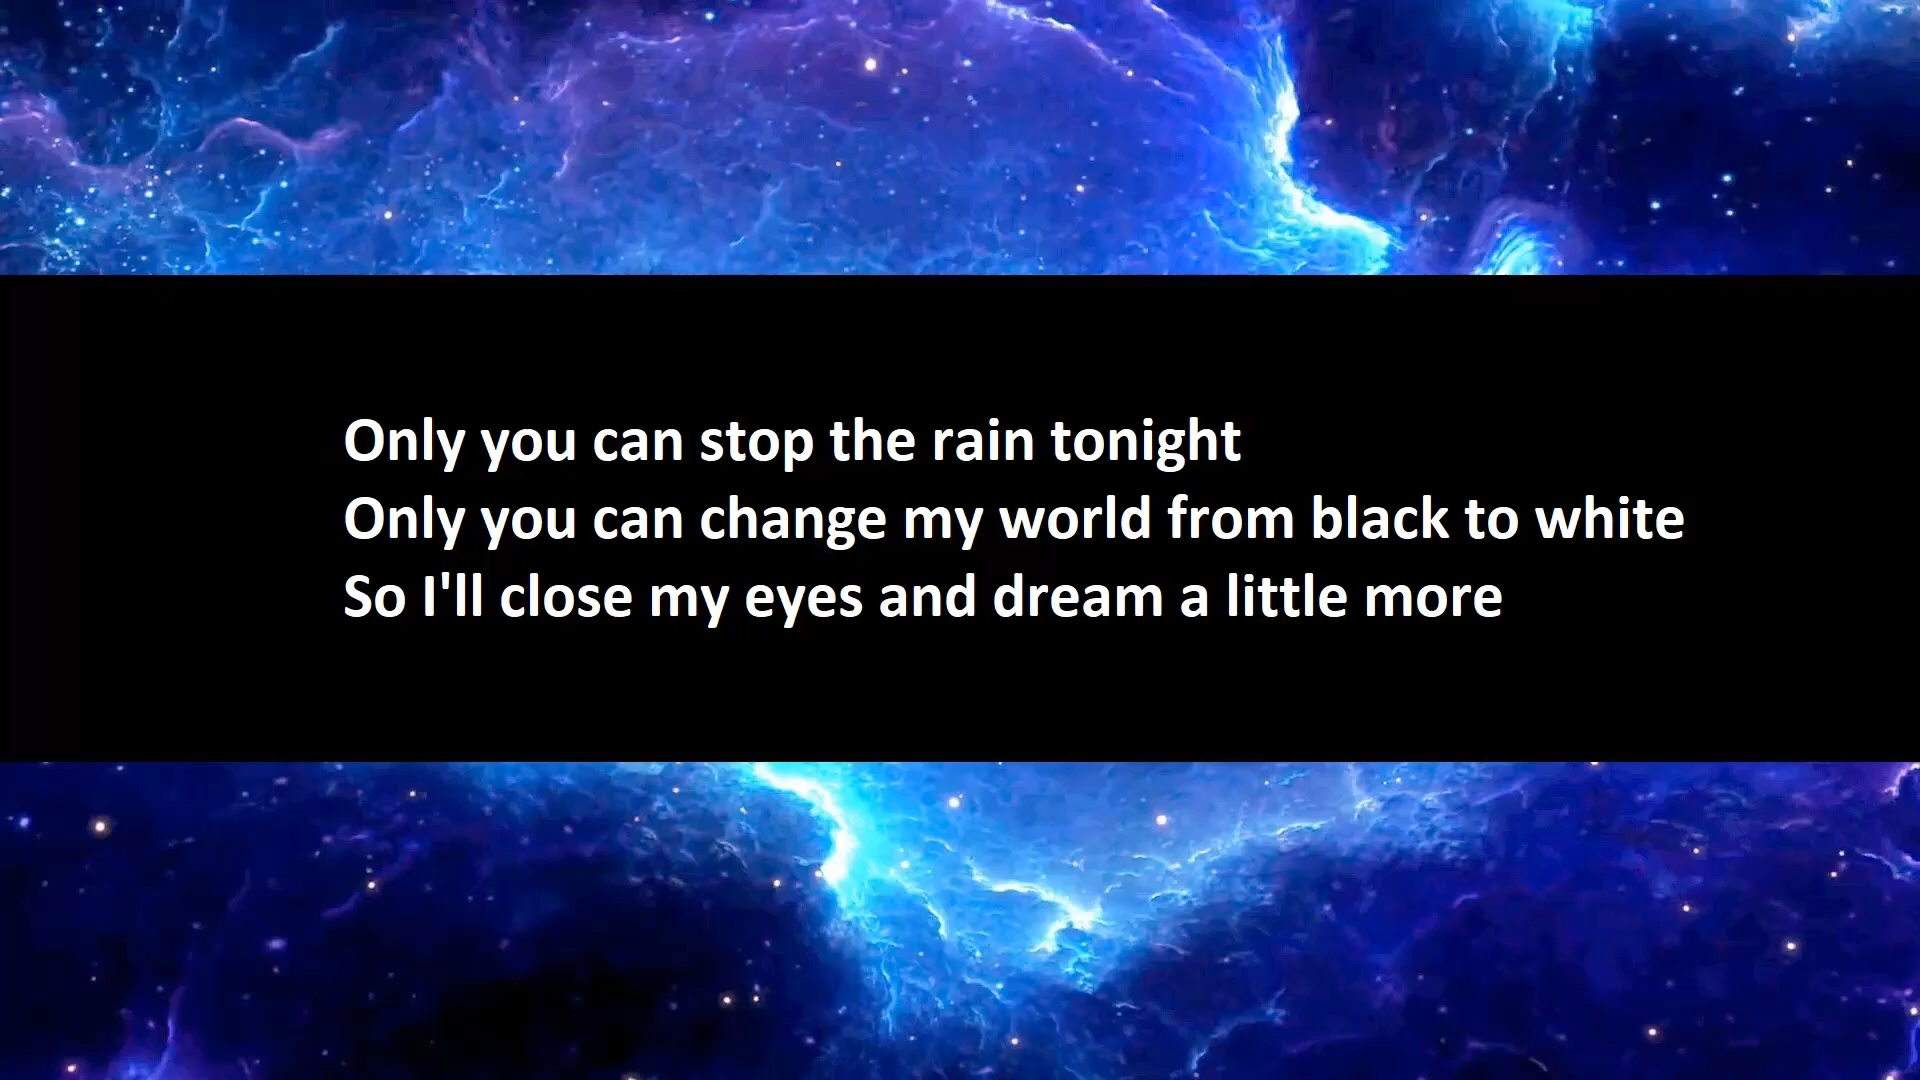 Only you can stop the rain tonight
Only you can change my world from black to white
So I'll close my eyes and dream a little more